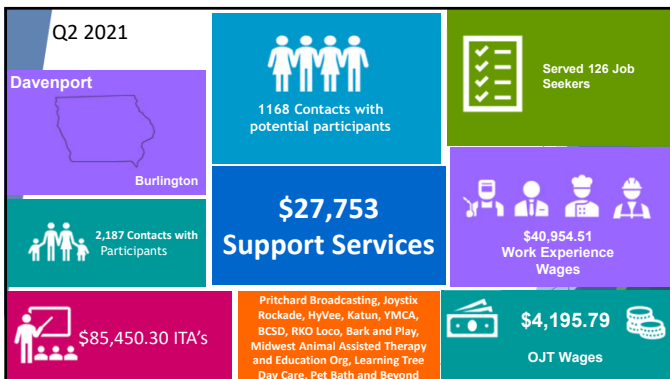 Q2 2021
Davenport
Burlington
1168 Contacts with
potential participants
Served 126 Job
Seekers
2,187 Contacts with
Participants
$27,753
Support Services
$40,954.51
Work Experience
Wages
$85,450.30 ITA's
Pritchard Broadcasting, Joystix
Rockade, HyVee, Katun, YMCA,
BCSD, RKO Loco, Bark and Play,
Midwest Animal Assisted Therapy
and Education Org, Learning Tree
Day Care, Pet Bath and Beyond
$4,195.79
OJT Wages